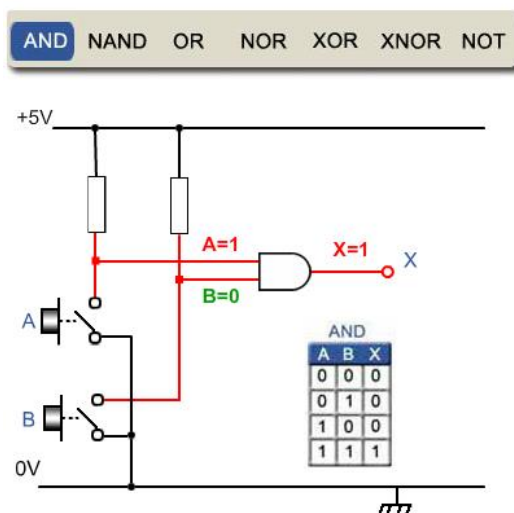 AND NAND OR NOR XOR XNOR NOT
+5V
A=1 X=1 X
B=0
A
AND
A B X
0 0 0
0 1 0
1 0 0
1 1 1
B
0V